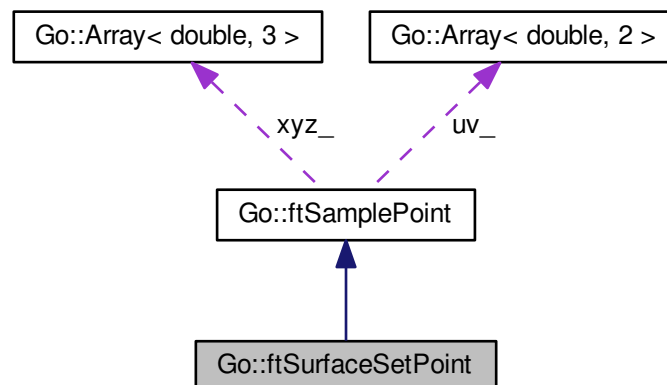 Go::Array< double, 3 >
Go::Array< double, 2 >
xyz_
uv_
Go::ftSamplePoint
Go::ftSurfaceSetPoint